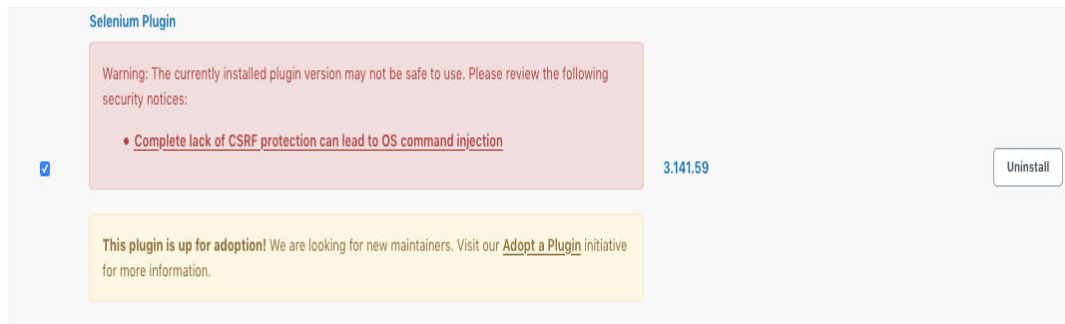 Selenium Plugin
Warning: The currently installed plugin version may not be safe to use. Please review the following
security notices:
• Complete lack of CSRF protection can lead to OS command injection
3.141.59
Uninstall
This plugin is up for adoption! We are looking for new maintainers. Visit our Adopt a Plugin initiative
for more information.